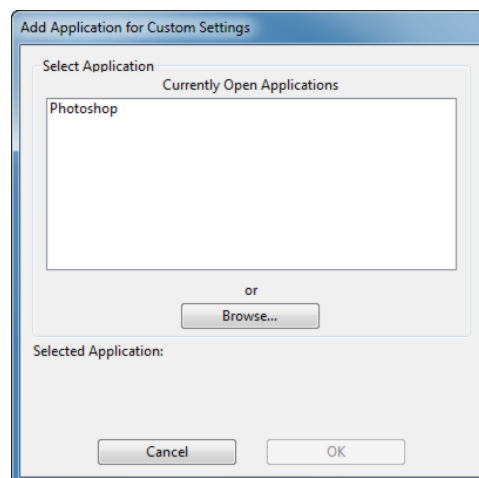 Add Application for Custom Settings
Select Application
Currently Open Applications
Photoshop
or
Browse...
Selected Application:
Cancel
OK